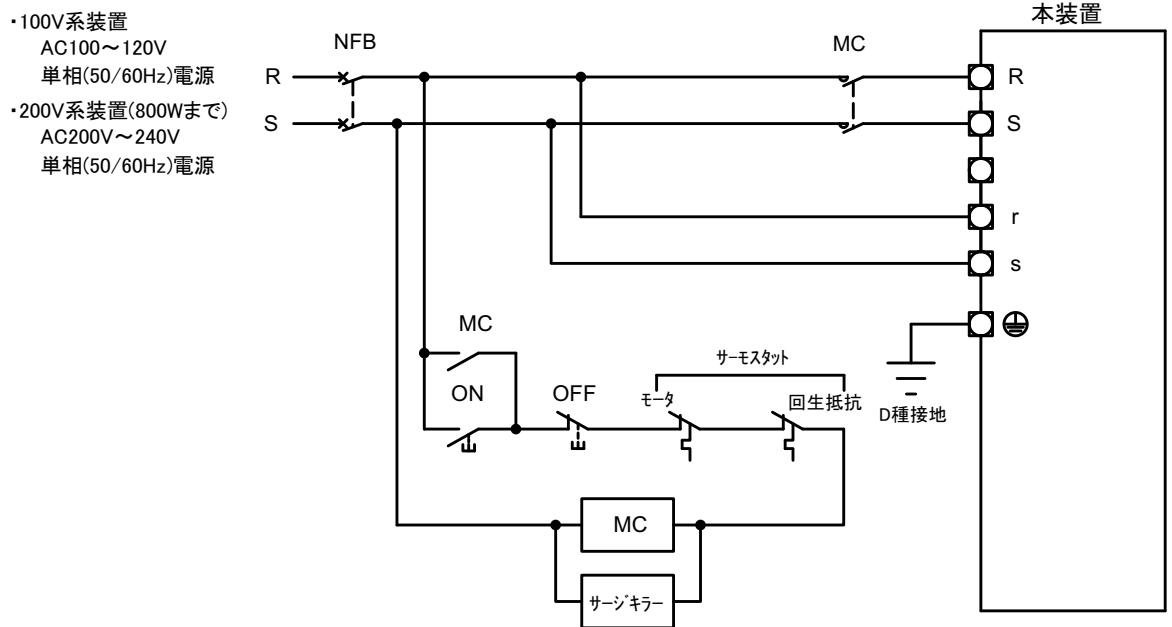 ・100V系装置
AC100～120V
単相(50/60Hz)電源
・200V系装置(800Wまで)
AC200V～240V
単相(50/60Hz)電源
NFB
MC
本装置
R
R
S
S
r
s
MC
ON
OFF
サーモスタット
モータ
回生抵抗
D種接地
MC
サージキラー